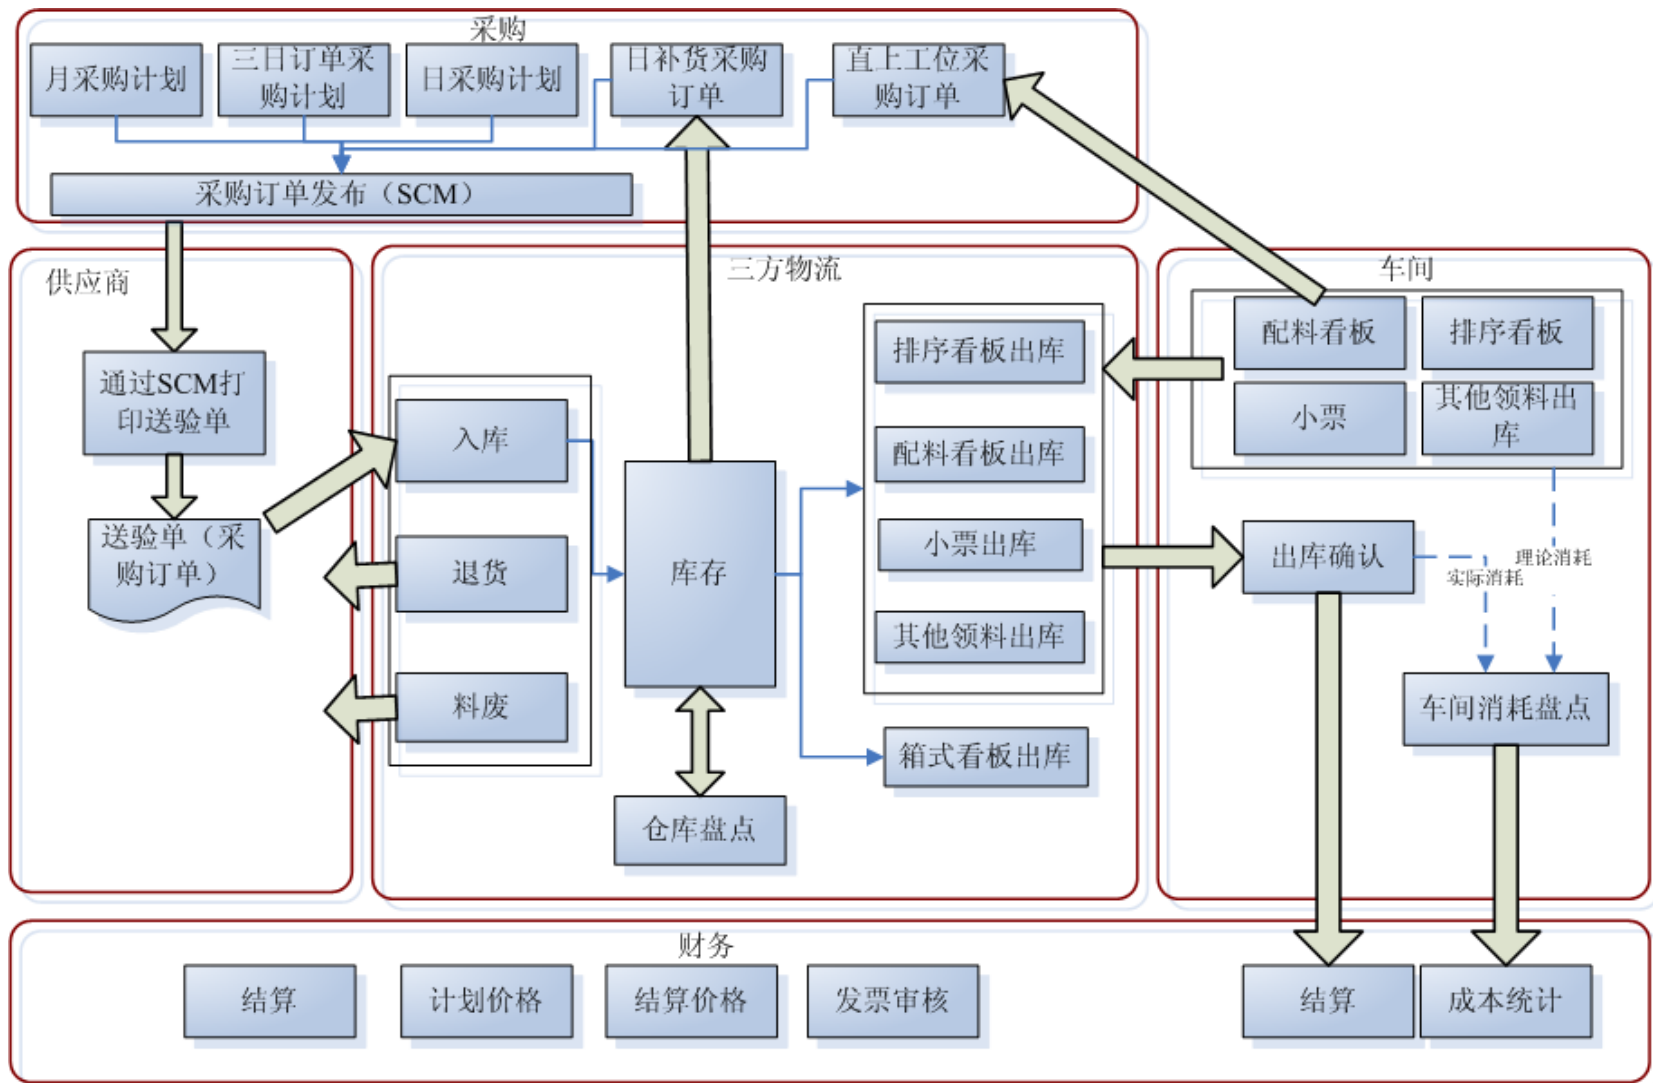 采购
月采购计划
三日订单采
购计划
日采购计划
日补货采购
订单
直上工位采
购订单
采购订单发布（SCM）
供应商
通过SCM打
印送验单
送验单（采
购订单）
三方物流
入库
退货
料废
库存
仓库盘点
排序看板出库
配料看板出库
小票出库
其他领料出库
箱式看板出库
车间
配料看板
排序看板
小票
其他领料出
库
出库确认
理论消耗
实际消耗
车间消耗盘点
财务
结算
计划价格
结算价格
发票审核
结算
成本统计